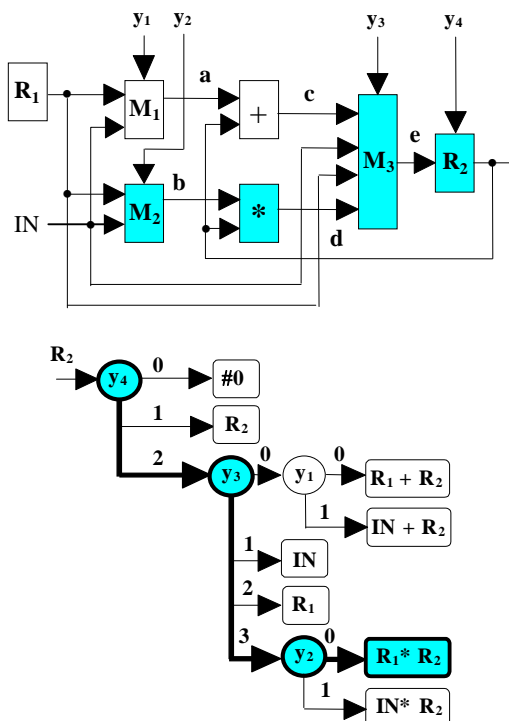 y₁ y₂ y₃ y₄
R₁ M₁ a + c
M₃ e R₂
IN M₂ b * d
R₂ y₄ 0 #0
1 R₂
2 y₃ 0 y₁ 0 R₁ + R₂
1 IN + R₂
1 IN
2 R₁
3 y₂ 0 R₁* R₂
1 IN* R₂